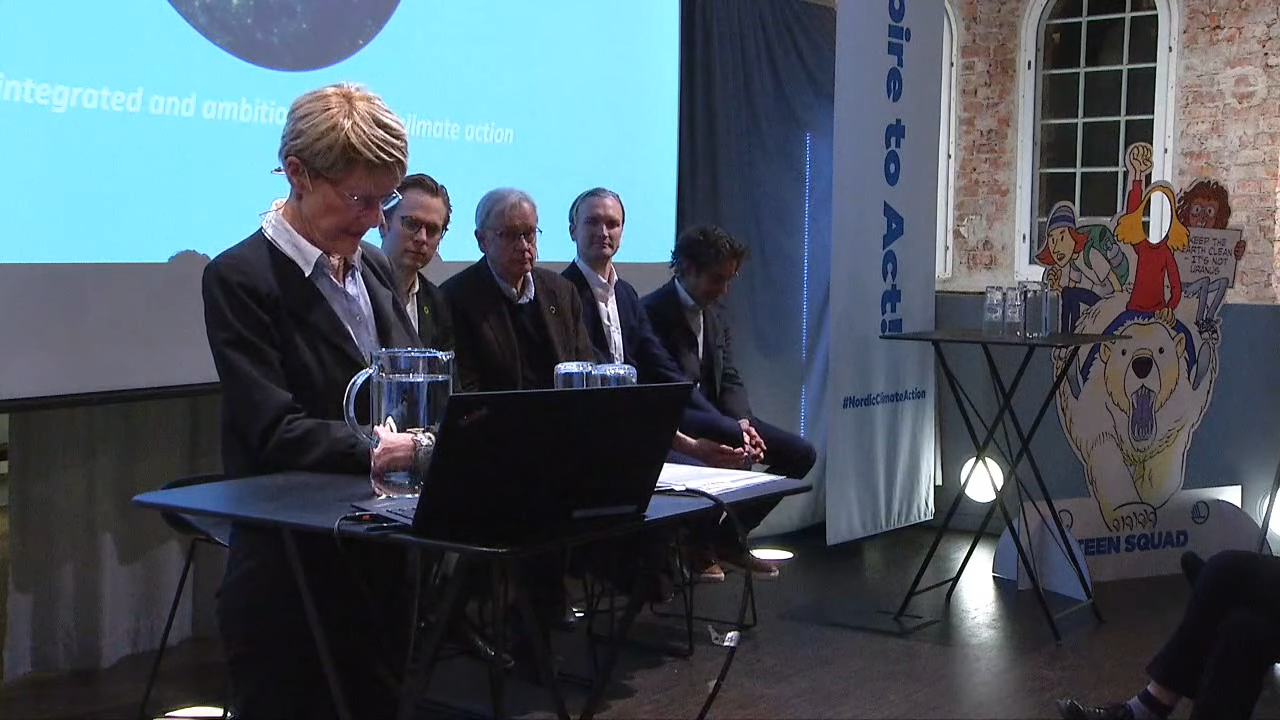 integrated and ambitio limate action
oire to Act!
#NordicClimateAction
KEEP THE
EARTH CLEAN
- IT'S NOT
URANUS
TEEN SQUAD